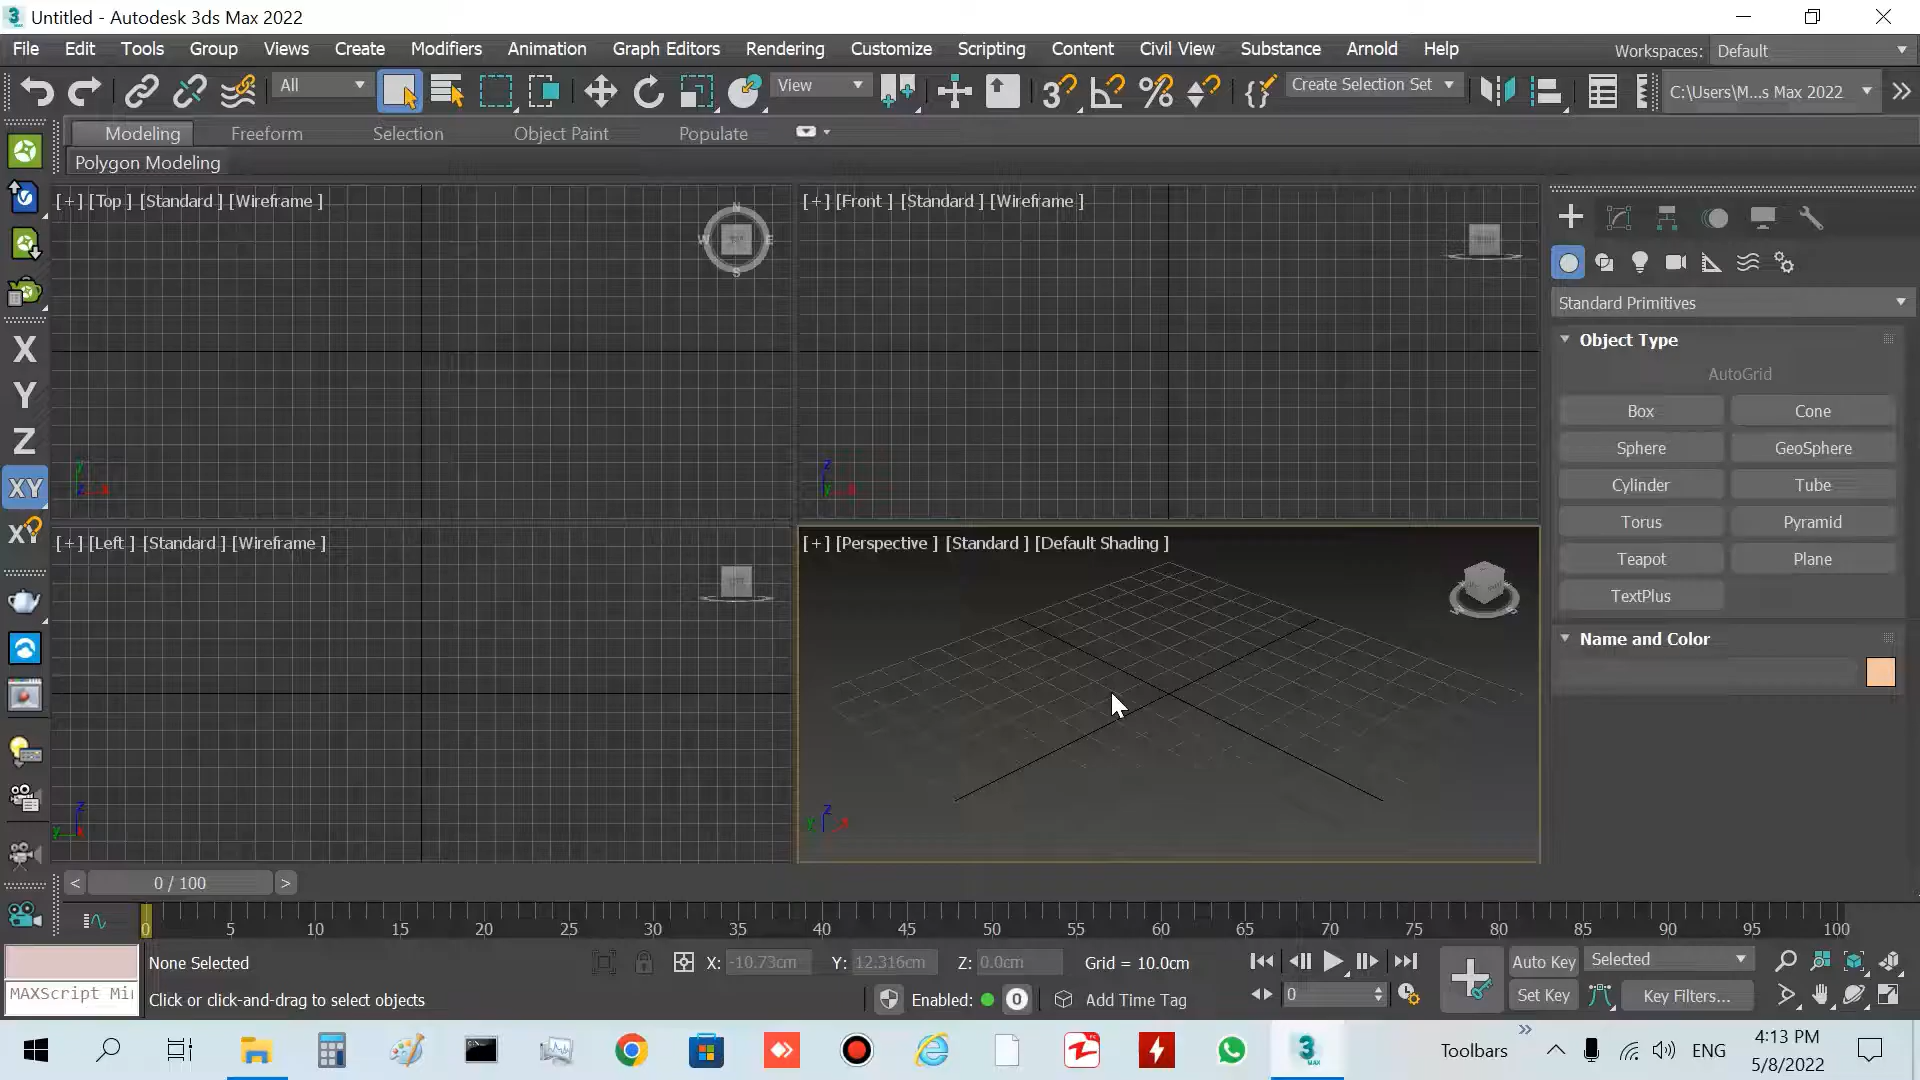 Untitled - Autodesk 3ds Max 2022
File Edit Tools Group Views Create Modifiers Animation Graph Editors Rendering Customize Scripting Content Civil View Substance Arnold Help Workspaces: Default
All View Create Selection Set C:\Users\M...s Max 2022
Modeling Freeform Selection Object Paint Populate
Polygon Modeling
[+] [Top ] [Standard ] [Wireframe ]
[+] [Front ] [Standard ] [Wireframe ]
N
W E
S
Standard Primitives
Object Type
AutoGrid
Box Cone
Sphere GeoSphere
Cylinder Tube
Torus Pyramid
Teapot Plane
TextPlus
Name and Color
X
Y
Z
XY
[+] [Left ] [Standard ] [Wireframe ]
[+] [Perspective ] [Standard ] [Default Shading ]
< 0 / 100 >
0 5 10 15 20 25 30 35 40 45 50 55 60 65 70 75 80 85 90 95 100
None Selected X: -10.73cm Y: 12.316cm Z: 0.0cm Grid = 10.0cm Auto Key Selected
MAXScript Mi
Click or click-and-drag to select objects Enabled: 0 Add Time Tag 0 Set Key Key Filters...
Toolbars ENG 4:13 PM
5/8/2022